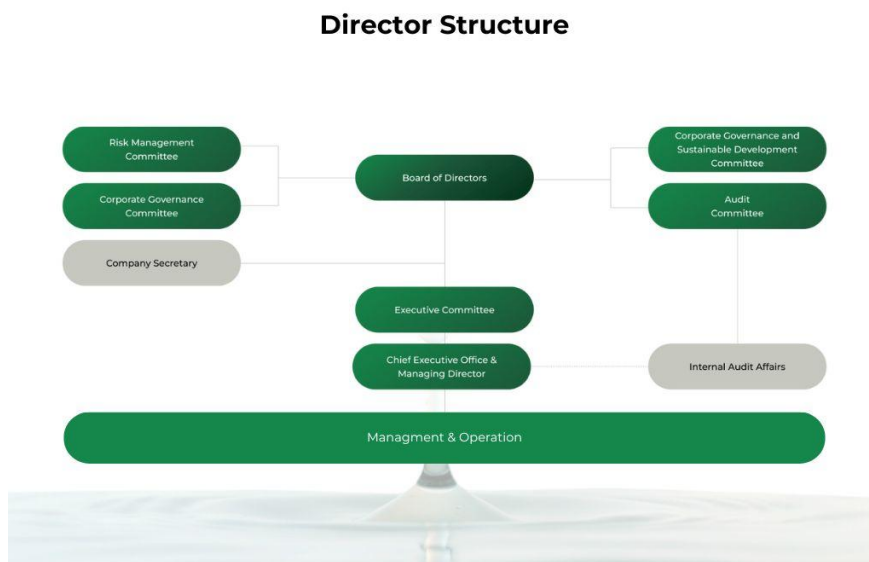 Director Structure
Risk Management
Committee
Corporate Governance and
Sustainable Development
Committee
Board of Directors
Corporate Governance
Committee
Audit
Committee
Company Secretary
Executive Committee
Chief Executive Office &
Managing Director
Internal Audit Affairs
Managment & Operation